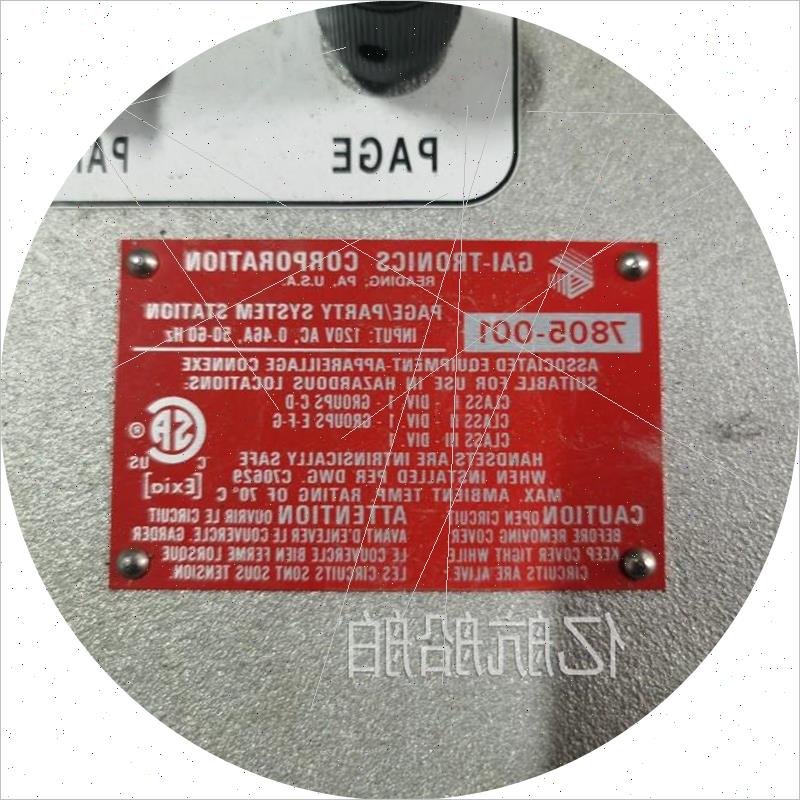 PAGE PA
GAI-TRONICS CORPORATION
READING, PA, U.S.A.
7805-001 PAGE/PARTY SYSTEM STATION
INPUT: 120V AC, 0.46A, 50-60 Hz
ASSOCIATED EQUIPMENT-APPAREILLAGE CONNEXE
SUITABLE FOR USE IN HAZARDOUS LOCATIONS:
CLASS I - DIV - 1 - GROUPS C-D
CLASS II - DIV - 1 - GROUPS E-F-G
CLASS III - DIV - 1
SA ®
C US
HANDSETS ARE INTRINSICALLY SAFE
WHEN INSTALLED PER DWG. C70629
[Exia]
MAX. AMBIENT TEMP. RATING OF 70° C
CAUTION OPEN CIRCUIT
BEFORE REMOVING COVER
KEEP COVER TIGHT WHILE
CIRCUITS ARE ALIVE.
ATTENTION OUVRIR LE CIRCUIT
AVANT D'ENLEVER LE COUVERCLE. GARDER
LE COUVERCLE BIEN FERME LORSQUE
LES CIRCUITS SONT SOUS TENSION.
亿航船舶